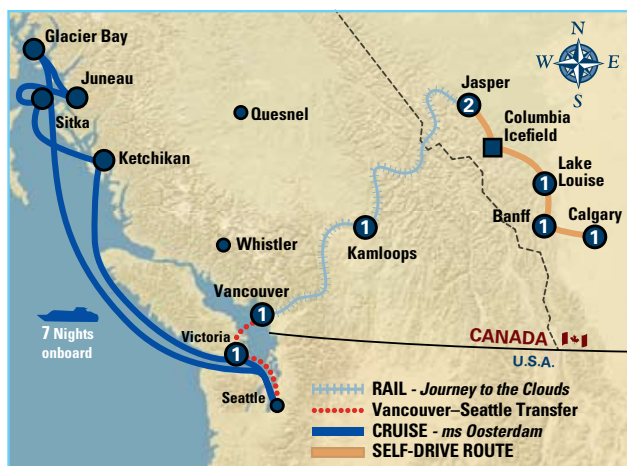 Glacier Bay
Juneau
Sitka
Ketchikan
Quesnel
Whistler
Vancouver
1
Victoria
1
Seattle
7 Nights
onboard
Kamloops
1
Jasper
2
Columbia
Icefield
Lake
Louise
1
Banff
1
Calgary
1
N
W E
S
CANADA
U.S.A.
RAIL - Journey to the Clouds
Vancouver–Seattle Transfer
CRUISE - ms Oosterdam
SELF-DRIVE ROUTE